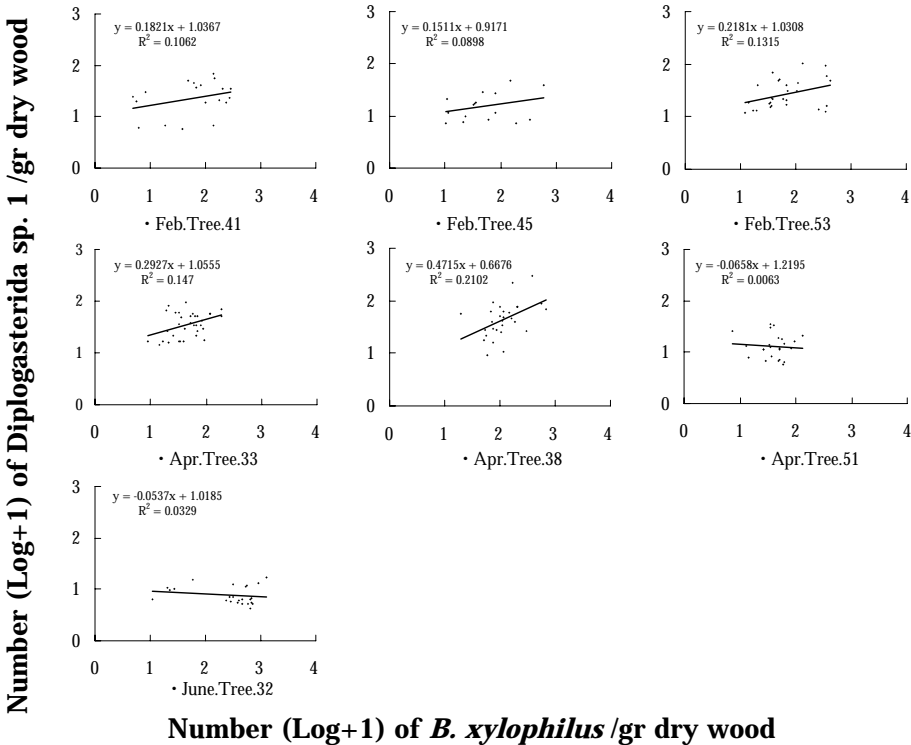 Number (Log+1) of Diplogasterida sp. 1 /gr dry wood
3
2
1
0
y = 0.1821x + 1.0367
R² = 0.1062
0 1 2 3 4
· Feb.Tree.41
3
2
1
0
y = 0.1511x + 0.9171
R² = 0.0898
0 1 2 3 4
· Feb.Tree.45
3
2
1
0
y = 0.2181x + 1.0308
R² = 0.1315
0 1 2 3 4
· Feb.Tree.53
3
2
1
0
y = 0.2927x + 1.0555
R² = 0.147
0 1 2 3 4
· Apr.Tree.33
3
2
1
0
y = 0.4715x + 0.6676
R² = 0.2102
0 1 2 3 4
· Apr.Tree.38
3
2
1
0
y = -0.0658x + 1.2195
R² = 0.0063
0 1 2 3 4
· Apr.Tree.51
3
2
1
0
y = -0.0537x + 1.0185
R² = 0.0329
0 1 2 3 4
· June.Tree.32
Number (Log+1) of B. xylophilus /gr dry wood